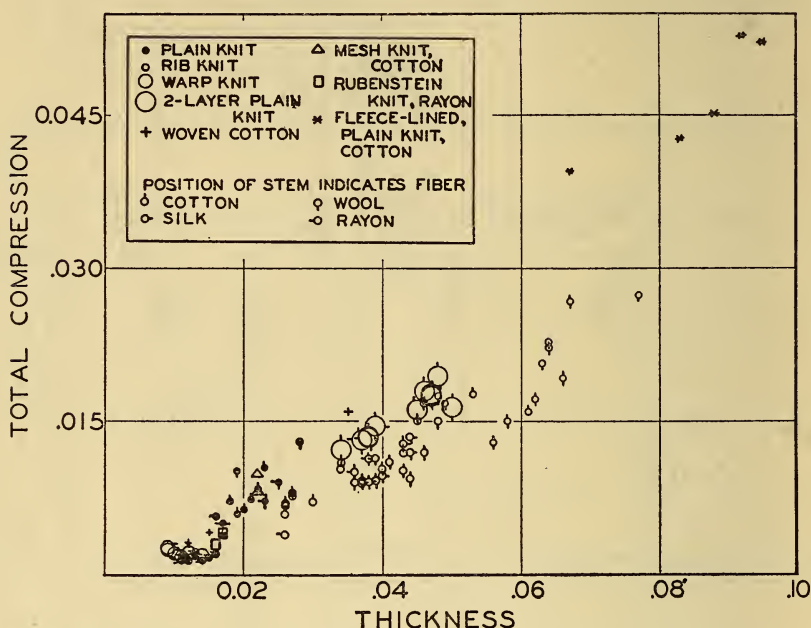 PLAIN KNIT
RIB KNIT
WARP KNIT
2-LAYER PLAIN
KNIT
WOVEN COTTON
MESH KNIT,
COTTON
RUBENSTEIN
KNIT, RAYON
FLEECE-LINED,
PLAIN KNIT,
COTTON
POSITION OF STEM INDICATES FIBER
COTTON
WOOL
SILK
RAYON
TOTAL COMPRESSION
0.045
.030
.015
0.02
.04
.06
.08
.10
THICKNESS